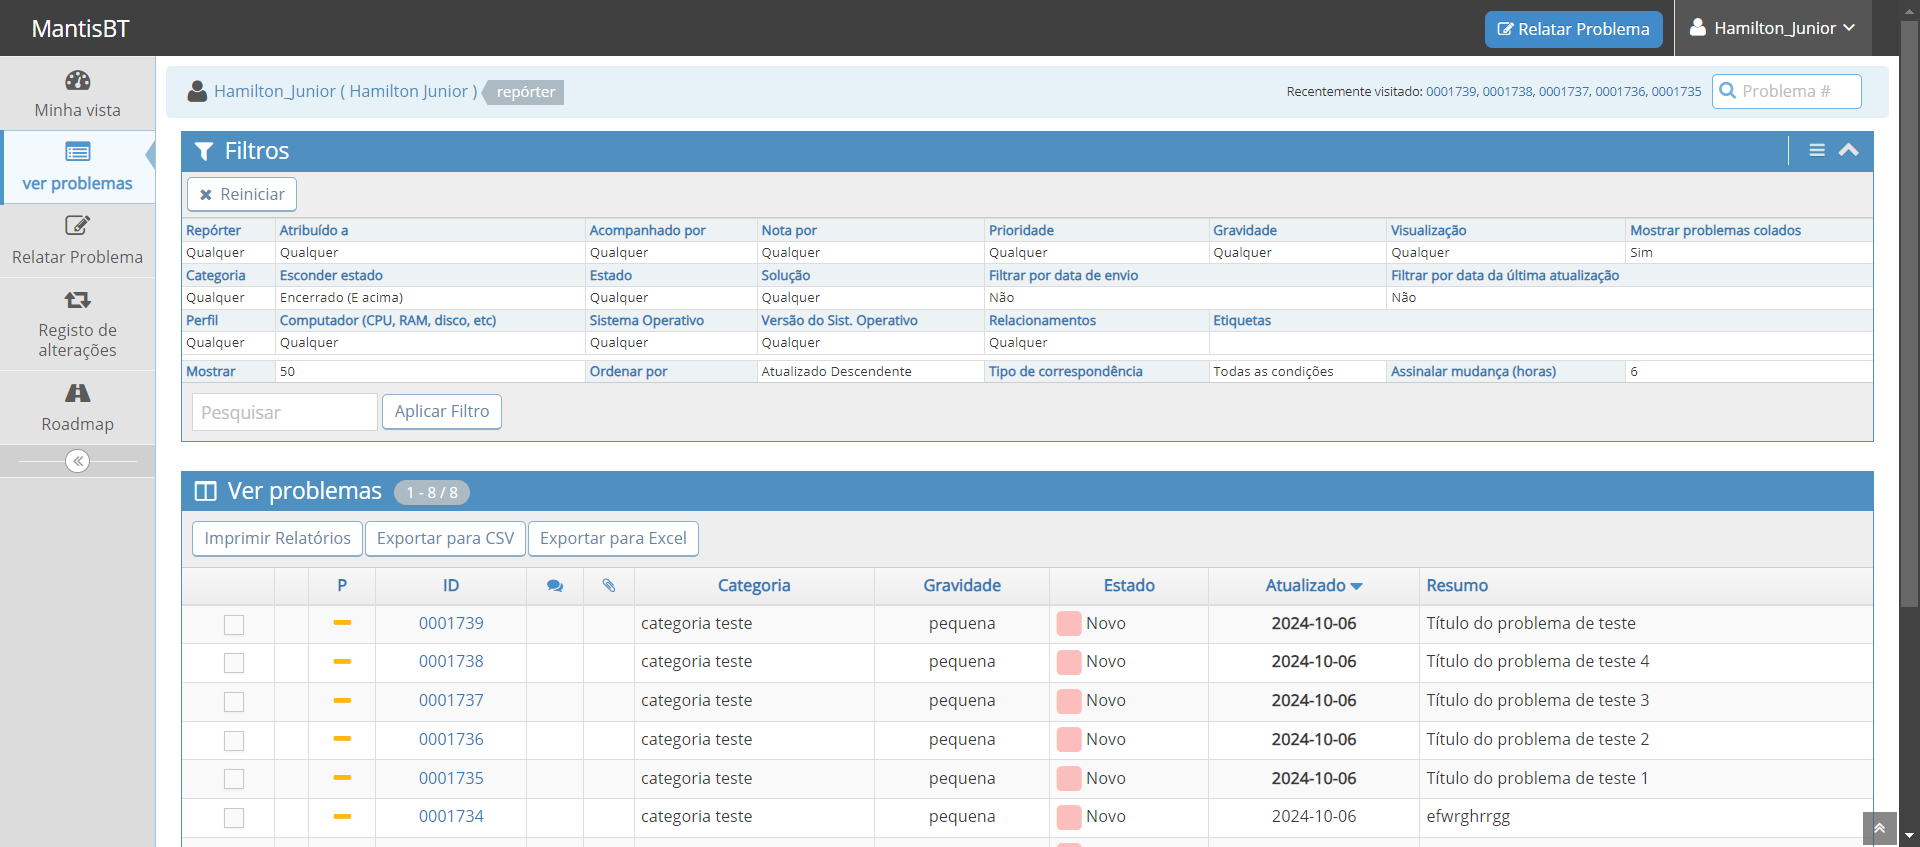 MantisBT
Relatar Problema
Hamilton_Junior
Minha vista
ver problemas
Relatar Problema
Registo de
alterações
Roadmap
Hamilton_Junior ( Hamilton Junior ) repórter
Recentemente visitado: 0001739, 0001738, 0001737, 0001736, 0001735
Problema #
Filtros
Reiniciar
Repórter Atribuído a Acompanhado por Nota por Prioridade Gravidade Visualização Mostrar problemas colados
Qualquer Qualquer Qualquer Qualquer Qualquer Qualquer Qualquer Sim
Categoria Esconder estado Estado Solução Filtrar por data de envio Filtrar por data da última atualização
Qualquer Encerrado (E acima) Qualquer Qualquer Não Não
Perfil Computador (CPU, RAM, disco, etc) Sistema Operativo Versão do Sist. Operativo Relacionamentos Etiquetas
Qualquer Qualquer Qualquer Qualquer Qualquer
Mostrar 50 Ordenar por Atualizado Descendente Tipo de correspondência Todas as condições Assinalar mudança (horas) 6
Pesquisar Aplicar Filtro
Ver problemas 1 - 8 / 8
Imprimir Relatórios Exportar para CSV Exportar para Excel
P ID Categoria Gravidade Estado Atualizado Resumo
0001739 categoria teste pequena Novo 2024-10-06 Título do problema de teste
0001738 categoria teste pequena Novo 2024-10-06 Título do problema de teste 4
0001737 categoria teste pequena Novo 2024-10-06 Título do problema de teste 3
0001736 categoria teste pequena Novo 2024-10-06 Título do problema de teste 2
0001735 categoria teste pequena Novo 2024-10-06 Título do problema de teste 1
0001734 categoria teste pequena Novo 2024-10-06 efwrghrrgg